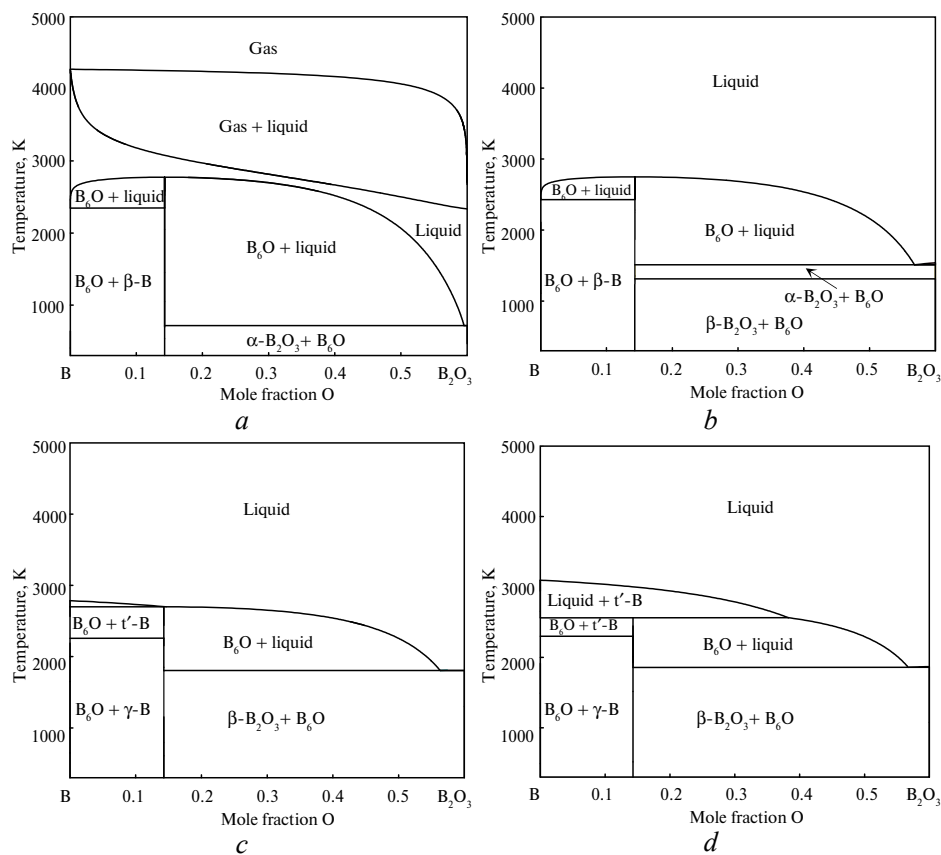 5000
4000
3000
2000
1000
Temperature, K
Gas
Gas + liquid
B₆O + liquid
Liquid
B₆O + liquid
B₆O + β-B
α-B₂O₃+ B₆O
B 0.1 0.2 0.3 0.4 0.5 B₂O₃
Mole fraction O
a
5000
4000
3000
2000
1000
Temperature, K
Liquid
B₆O + liquid
B₆O + liquid
B₆O + β-B
α-B₂O₃+ B₆O
β-B₂O₃+ B₆O
B 0.1 0.2 0.3 0.4 0.5 B₂O₃
Mole fraction O
b
5000
4000
3000
2000
1000
Temperature, K
Liquid
B₆O + t′-B
B₆O + liquid
B₆O + γ-B
β-B₂O₃+ B₆O
B 0.1 0.2 0.3 0.4 0.5 B₂O₃
Mole fraction O
c
5000
4000
3000
2000
1000
Temperature, K
Liquid
Liquid + t′-B
B₆O + t′-B
B₆O + liquid
B₆O + γ-B
β-B₂O₃+ B₆O
B 0.1 0.2 0.3 0.4 0.5 B₂O₃
Mole fraction O
d